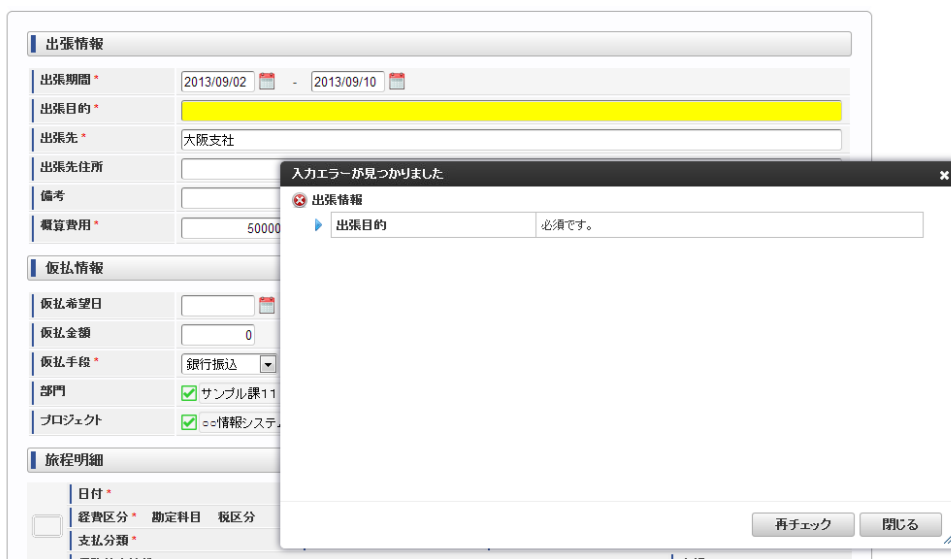 出張情報
出張期間 * 2013/09/02 - 2013/09/10
出張目的 *
出張先 * 大阪支社
出張先住所
備考
概算費用 * 50000
入力エラーが見つかりました
出張情報
出張目的 必須です。
再チェック 閉じる
仮払情報
仮払希望日
仮払金額 0
仮払手段 * 銀行振込
部門 サンプル課11
プロジェクト ○○情報システム
旅程明細
日付 *
経費区分 * 勘定科目 税区分
支払分類 *